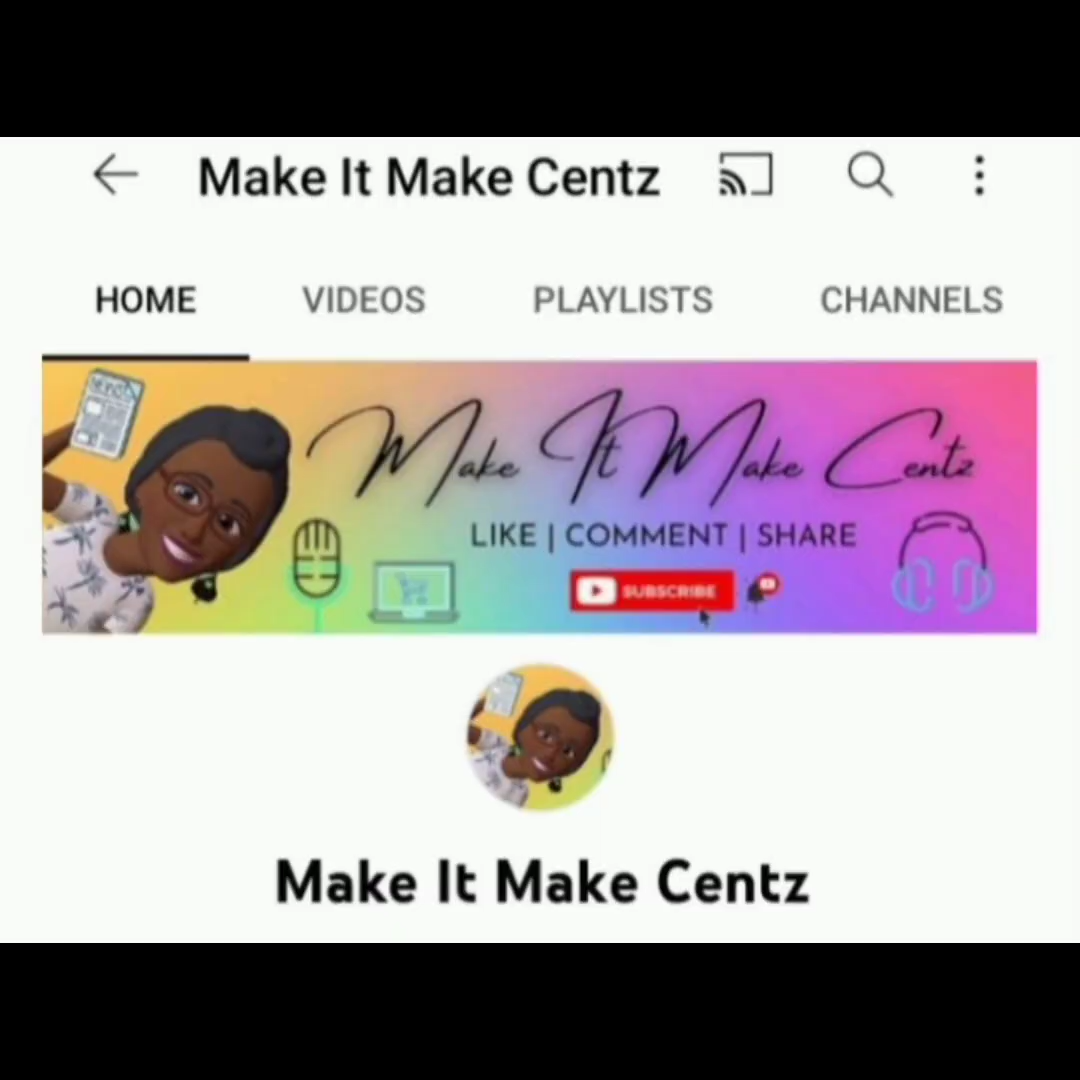 Make It Make Centz
HOME VIDEOS PLAYLISTS CHANNELS
NEWS
Make It Make Centz
LIKE | COMMENT | SHARE
SUBSCRIBE
Make It Make Centz